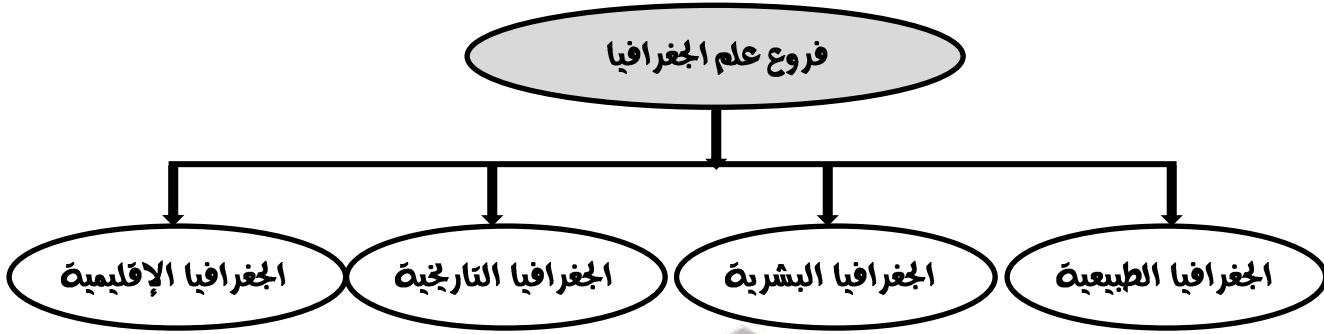 فروع علم الجغرافيا
الجغرافيا الطبيعية
الجغرافيا البشرية
الجغرافيا التاريخية
الجغرافيا الإقليمية